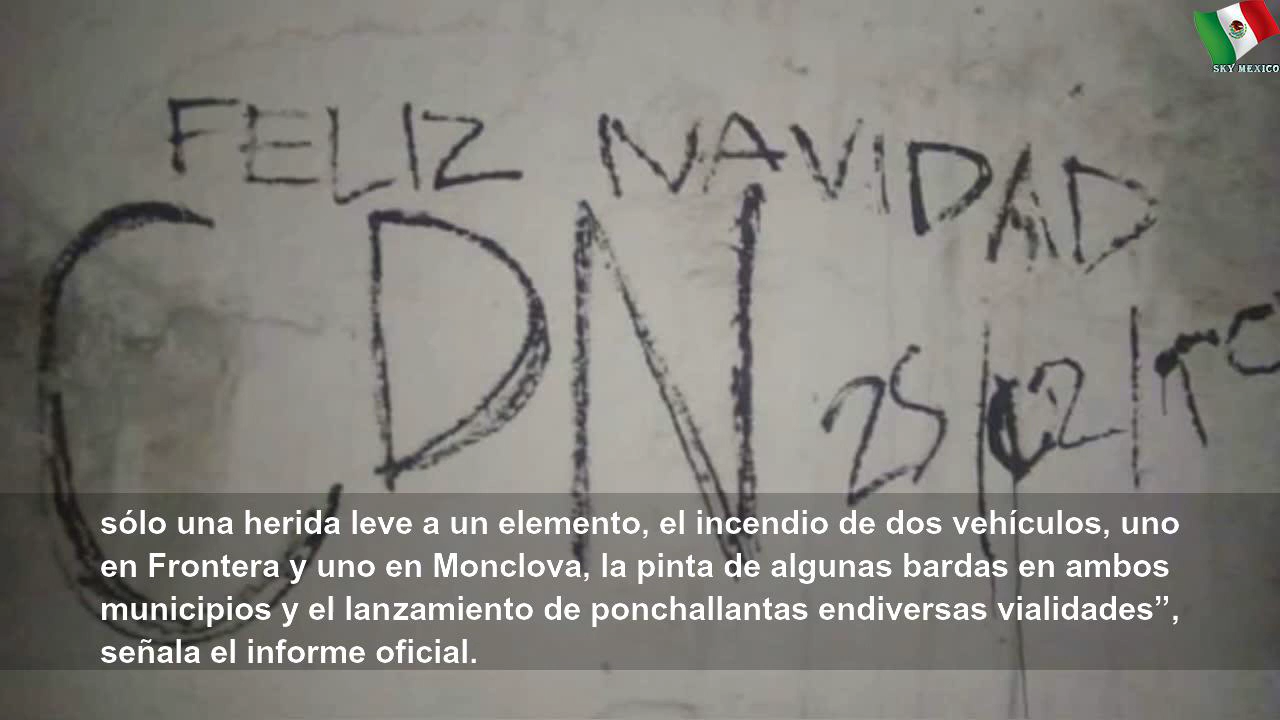 SKY MEXICO
FELIZ NAVIDAD
CDN
25/12/
sólo una herida leve a un elemento, el incendio de dos vehículos, uno
en Frontera y uno en Monclova, la pinta de algunas bardas en ambos
municipios y el lanzamiento de ponchallantas endiversas vialidades”,
señala el informe oficial.